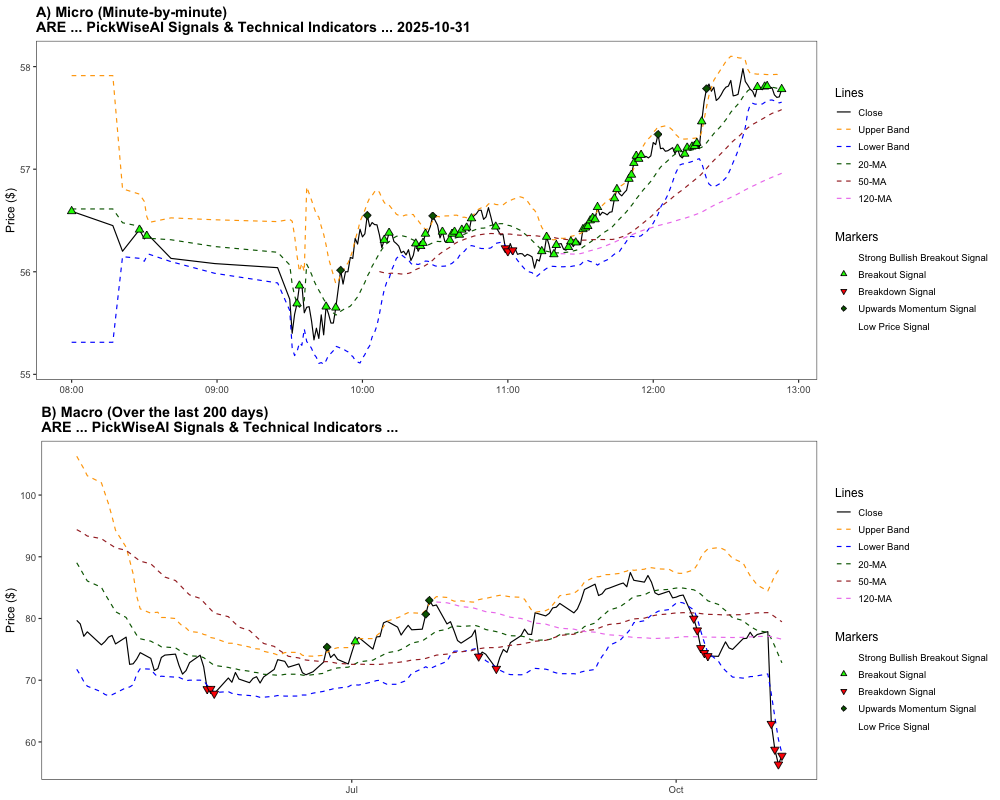 A) Micro (Minute-by-minute)
ARE ... PickWiseAI Signals & Technical Indicators ... 2025-10-31
58
57
56
55
Price ($)
08:00 09:00 10:00 11:00 12:00 13:00
Lines
Close
Upper Band
Lower Band
20-MA
50-MA
120-MA
Markers
Strong Bullish Breakout Signal
Breakout Signal
Breakdown Signal
Upwards Momentum Signal
Low Price Signal
B) Macro (Over the last 200 days)
ARE ... PickWiseAI Signals & Technical Indicators ...
100
90
80
70
60
Price ($)
Jul Oct
Lines
Close
Upper Band
Lower Band
20-MA
50-MA
120-MA
Markers
Strong Bullish Breakout Signal
Breakout Signal
Breakdown Signal
Upwards Momentum Signal
Low Price Signal